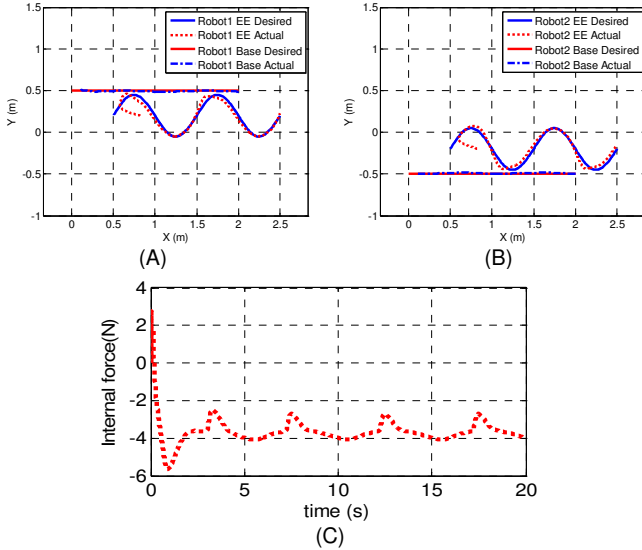 1.5
1
0.5
0
-0.5
-1
Y (m)
0 0.5 1 1.5 2 2.5
X (m)
Robot1 EE Desired
Robot1 EE Actual
Robot1 Base Desired
Robot1 Base Actual
(A)
1.5
1
0.5
0
-0.5
-1
Y (m)
0 0.5 1 1.5 2 2.5
X (m)
Robot2 EE Desired
Robot2 EE Actual
Robot2 Base Desired
Robot2 Base Actual
(B)
4
2
0
-2
-4
-6
Internal force(N)
0 5 10 15 20
time (s)
(C)